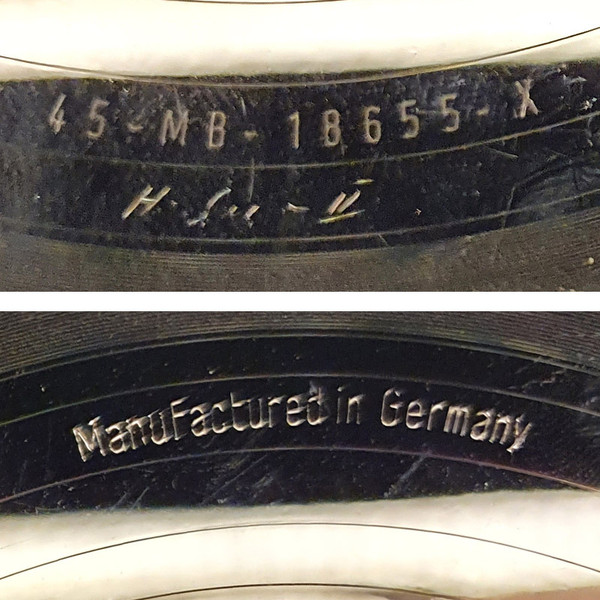 45-MB-18655-X
ManuFactured in Germany